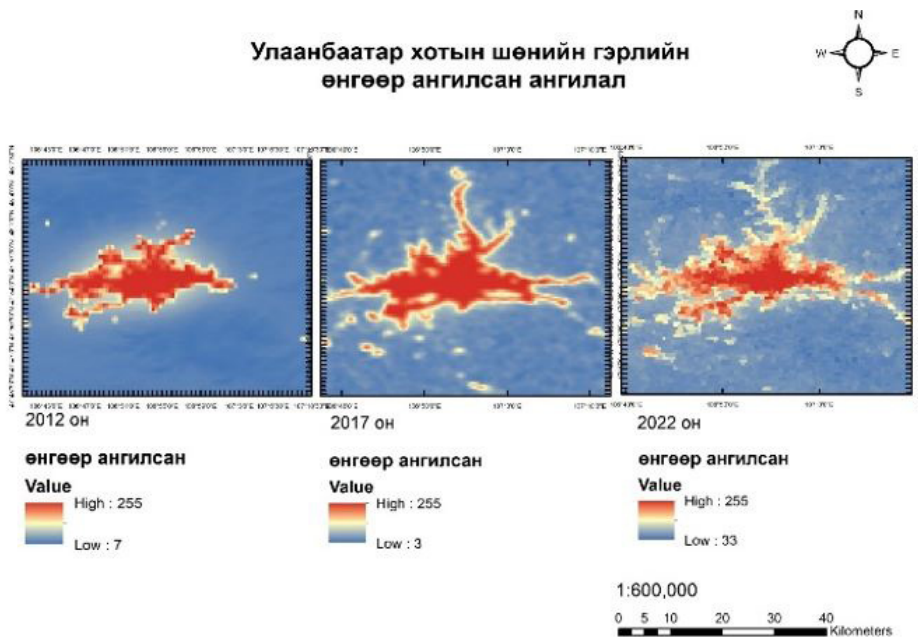 Улаанбаатар хотын шөнийн гэрлийн
өнгөөр ангилсан ангилал
N
W
E
S
2012 он
2017 он
2022 он
өнгөөр ангилсан
Value
High : 255
Low : 7
өнгөөр ангилсан
Value
High : 255
Low : 3
өнгөөр ангилсан
Value
High : 255
Low : 33
1:600,000
0 5 10 20 30 40
Kilometers